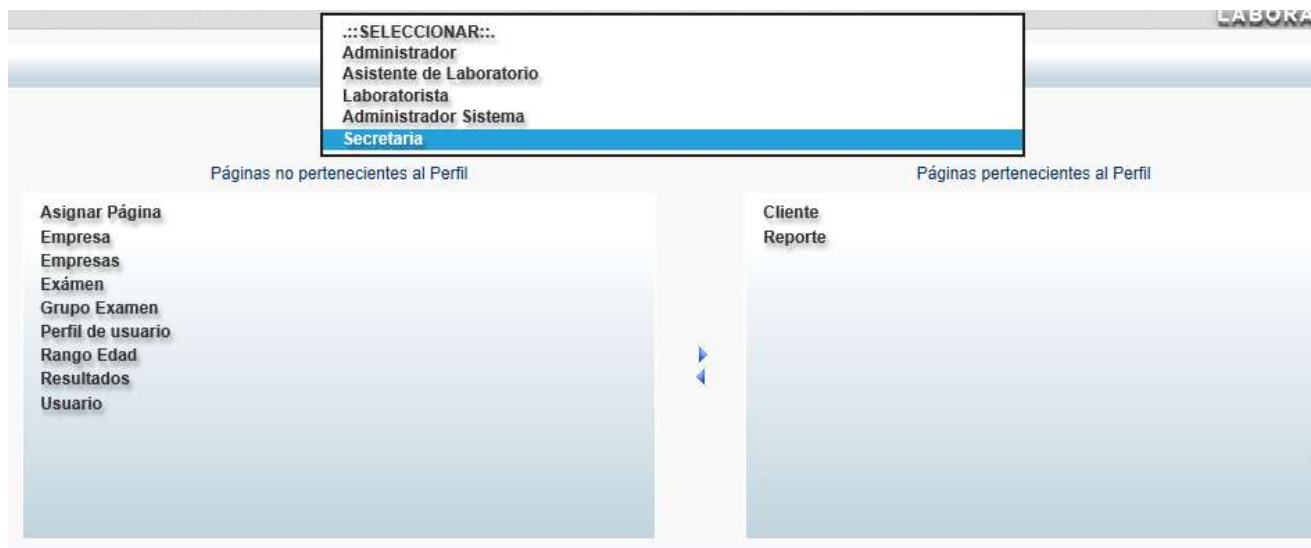 .::SELECCIONAR::.
Administrador
Asistente de Laboratorio
Laboratorista
Administrador Sistema
Secretaria
Páginas no pertenecientes al Perfil
Asignar Página
Empresa
Empresas
Exámen
Grupo Examen
Perfil de usuario
Rango Edad
Resultados
Usuario
Páginas pertenecientes al Perfil
Cliente
Reporte